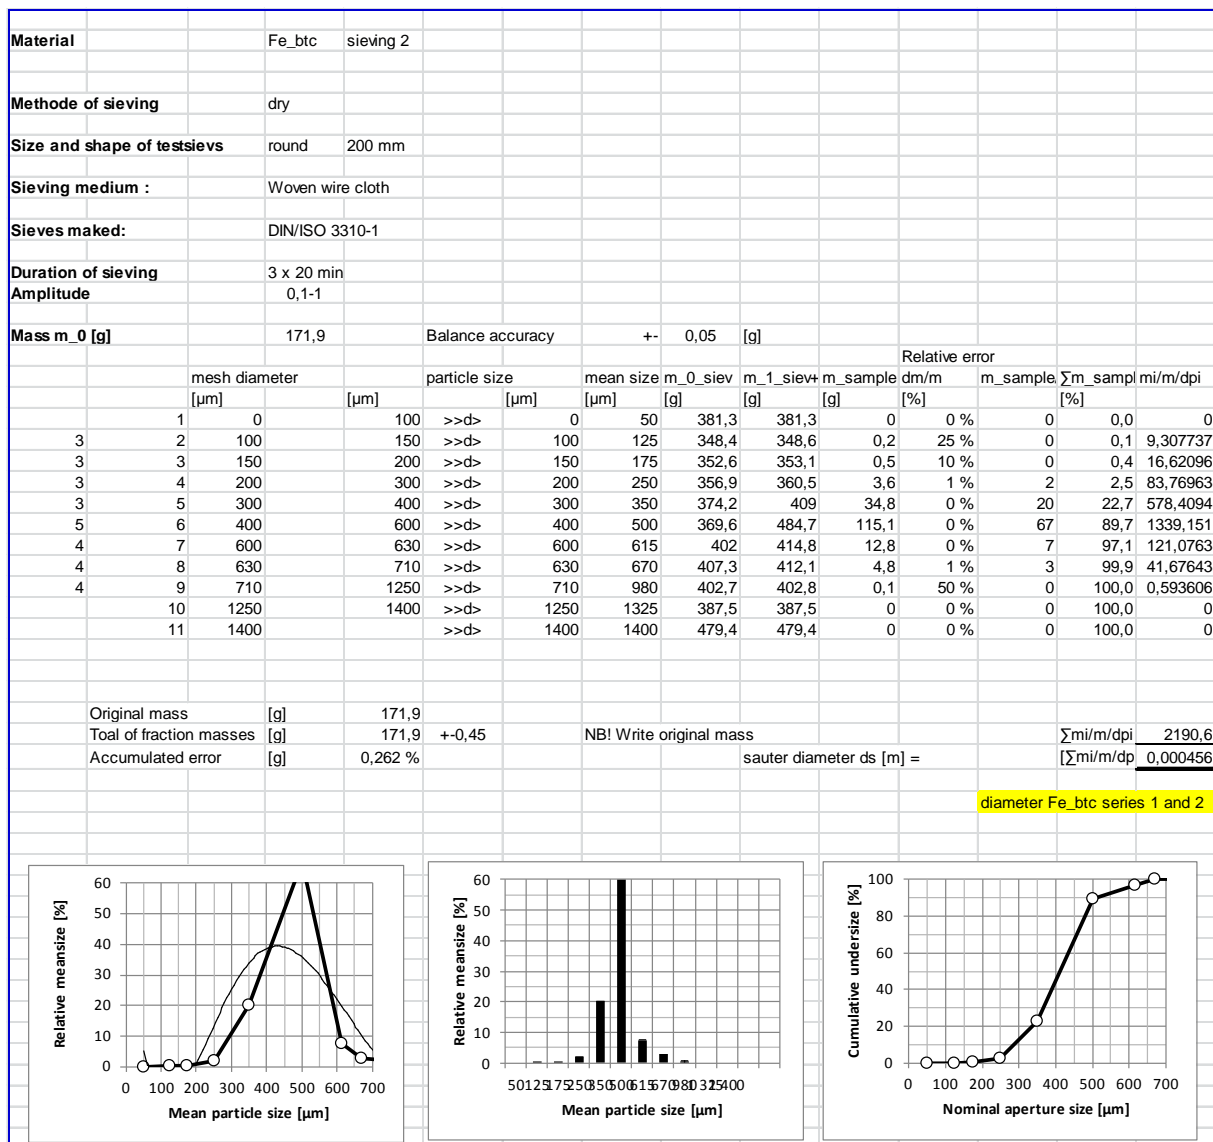 Material Fe_btc sieving 2
Methode of sieving dry
Size and shape of testsievs round 200 mm
Sieving medium : Woven wire cloth
Sieves maked: DIN/ISO 3310-1
Duration of sieving 3 x 20 min
Amplitude 0,1-1
Mass m_0 [g] 171,9 Balance accuracy +- 0,05 [g]
Relative error
mesh diameter particle size mean size m_0_siev m_1_siev+ m_sample dm/m m_sample/ ∑m_sampl mi/m/dpi
[µm] [µm] [µm] [µm] [g] [g] [g] [%] [%]
1 0 100 >>d> 0 50 381,3 381,3 0 0 % 0 0,0 0
3 2 100 150 >>d> 100 125 348,4 348,6 0,2 25 % 0 0,1 9,307737
3 3 150 200 >>d> 150 175 352,6 353,1 0,5 10 % 0 0,4 16,62096
3 4 200 300 >>d> 200 250 356,9 360,5 3,6 1 % 2 2,5 83,76963
3 5 300 400 >>d> 300 350 374,2 409 34,8 0 % 20 22,7 578,4094
5 6 400 600 >>d> 400 500 369,6 484,7 115,1 0 % 67 89,7 1339,151
4 7 600 630 >>d> 600 615 402 414,8 12,8 0 % 7 97,1 121,0763
4 8 630 710 >>d> 630 670 407,3 412,1 4,8 1 % 3 99,9 41,67643
4 9 710 1250 >>d> 710 980 402,7 402,8 0,1 50 % 0 100,0 0,593606
10 1250 1400 >>d> 1250 1325 387,5 387,5 0 0 % 0 100,0 0
11 1400 >>d> 1400 1400 479,4 479,4 0 0 % 0 100,0 0
Original mass [g] 171,9
Toal of fraction masses [g] 171,9 +-0,45 NB! Write original mass ∑mi/m/dpi 2190,6
Accumulated error [g] 0,262 % sauter diameter ds [m] = [∑mi/m/dp 0,000456
diameter Fe_btc series 1 and 2
Relative meansize [%]
60
50
40
30
20
10
0
0 100 200 300 400 500 600 700
Mean particle size [µm]
Relative meansize [%]
60
50
40
30
20
10
0
50 125 175 250 350 500 615 670 980 1325 1400
Mean particle size [µm]
Cumulative undersize [%]
100
80
60
40
20
0
0 100 200 300 400 500 600 700
Nominal aperture size [µm]